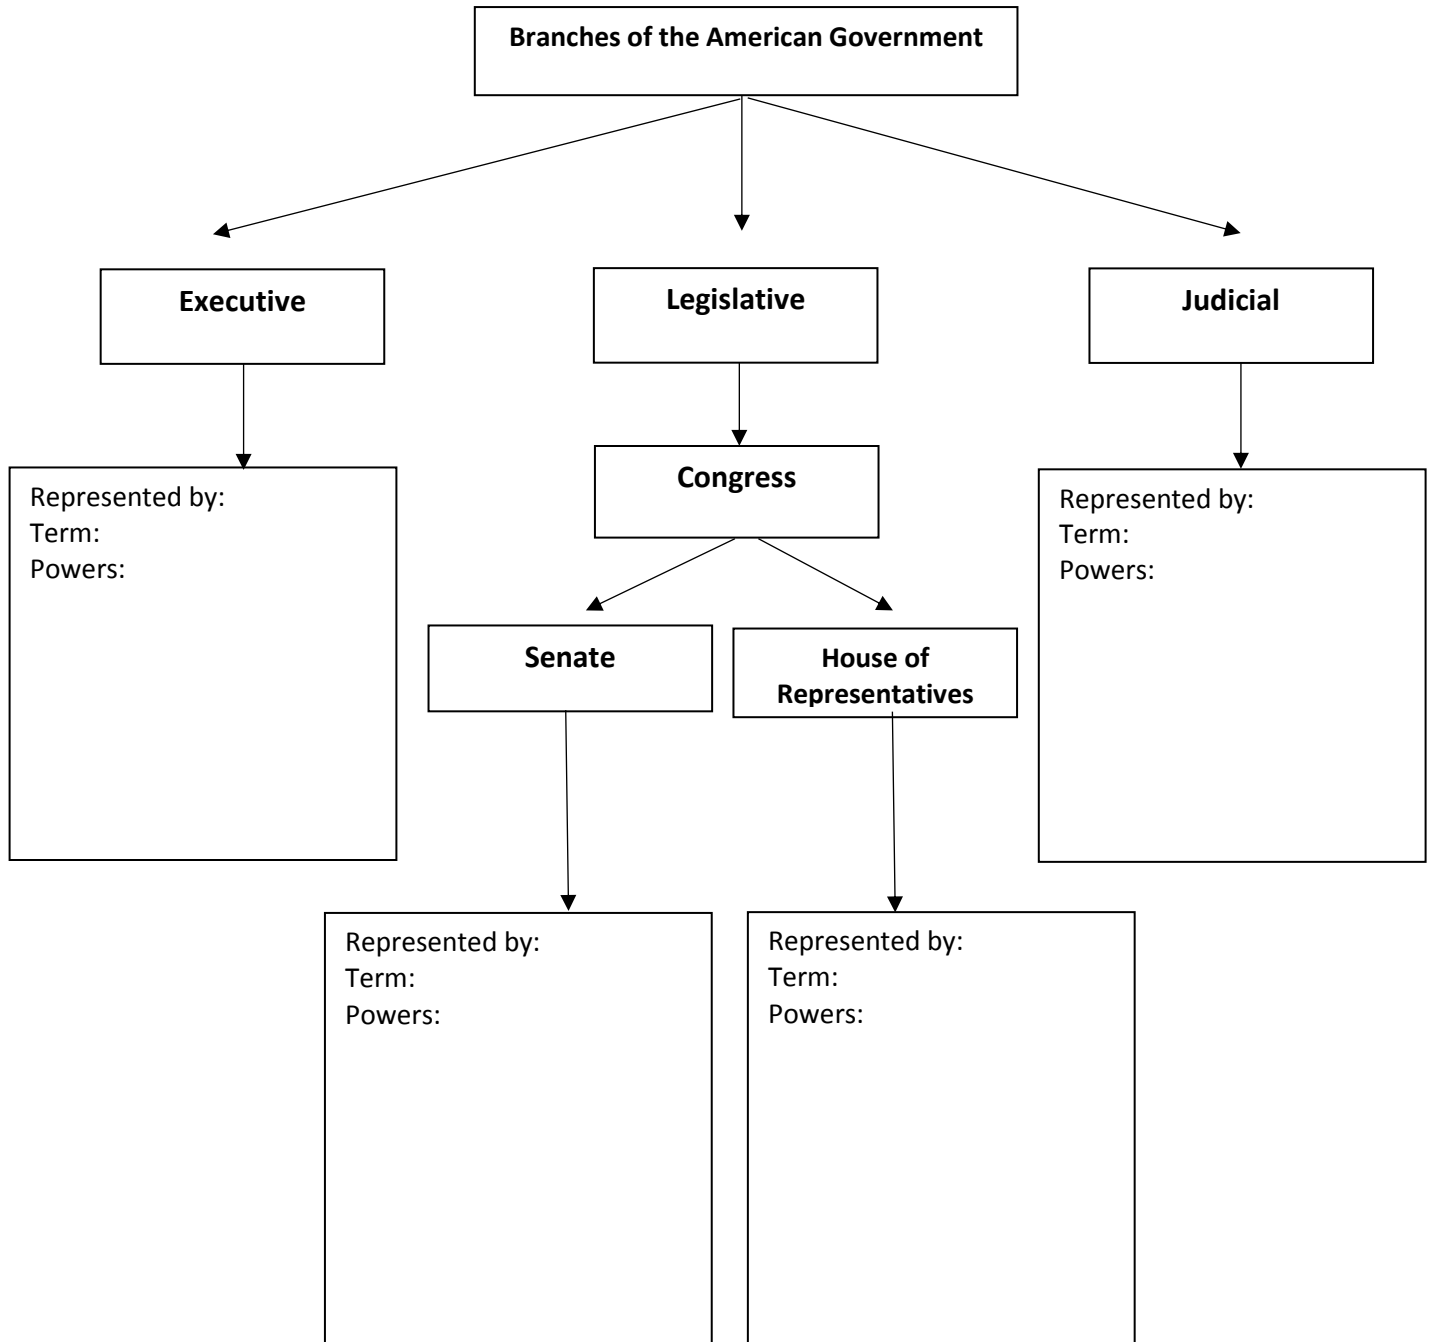 Branches of the American Government
Executive
Legislative
Judicial
Congress
Represented by:
Term:
Powers:
Represented by:
Term:
Powers:
Senate
House of
Representatives
Represented by:
Term:
Powers:
Represented by:
Term:
Powers: